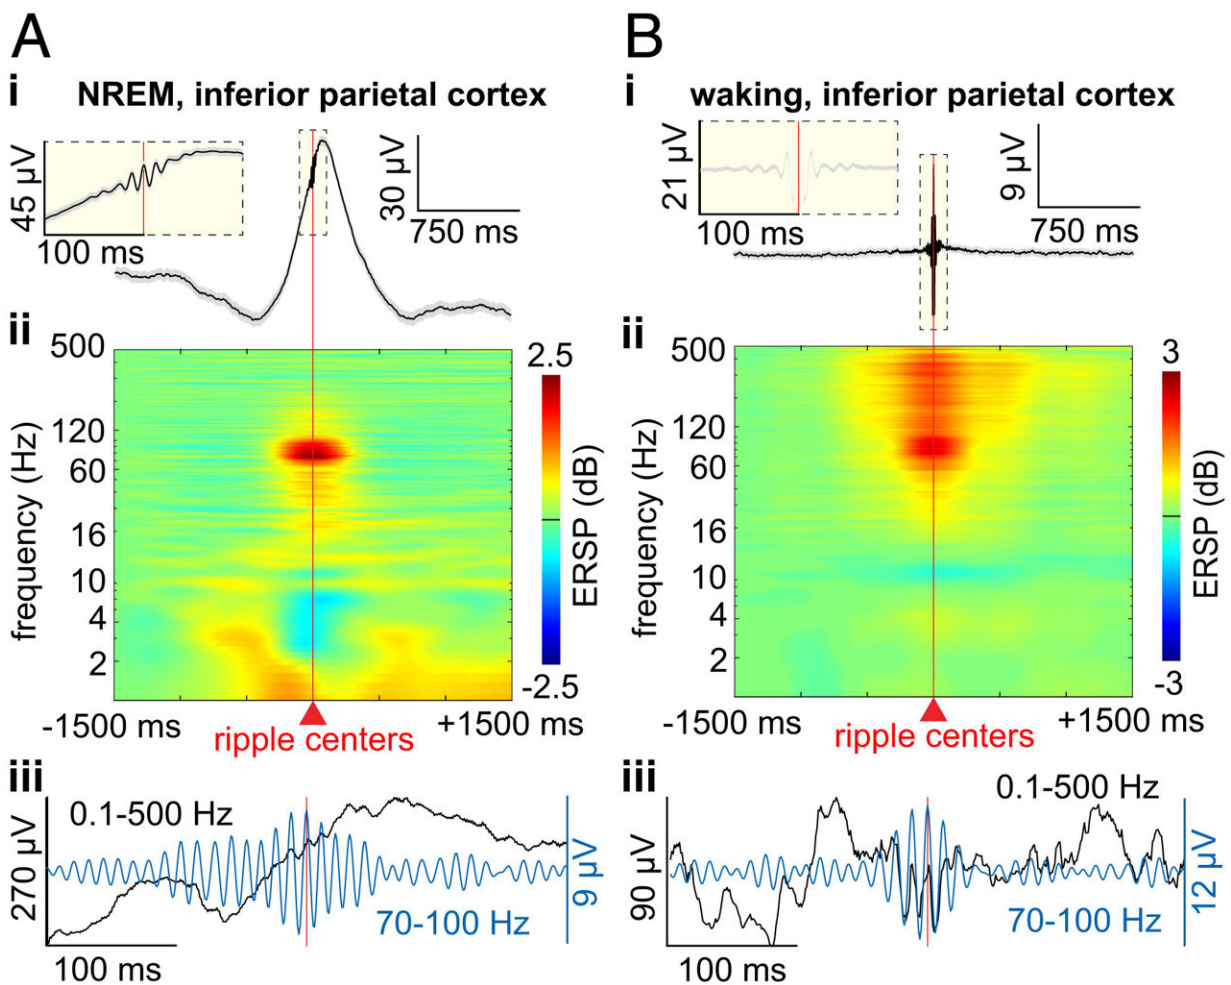 A
i NREM, inferior parietal cortex
45 µV
100 ms
30 µV
750 ms
ii
500
120
60
16
10
4
2
frequency (Hz)
2.5
-2.5
ERSP (dB)
-1500 ms
+1500 ms
ripple centers
iii
0.1-500 Hz
270 µV
9 µV
70-100 Hz
100 ms
B
i waking, inferior parietal cortex
21 µV
100 ms
9 µV
750 ms
ii
500
120
60
16
10
4
2
frequency (Hz)
3
-3
ERSP (dB)
-1500 ms
+1500 ms
ripple centers
iii
0.1-500 Hz
90 µV
12 µV
70-100 Hz
100 ms